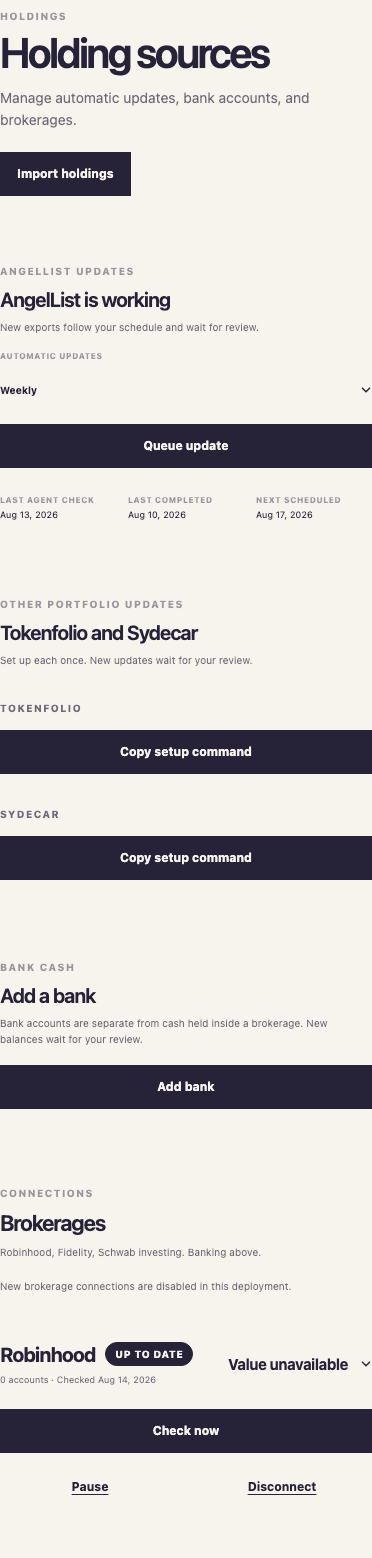 HOLDINGS
Holding sources
Manage automatic updates, bank accounts, and
brokerages.
Import holdings
ANGELLIST UPDATES
AngelList is working
New exports follow your schedule and wait for review.
AUTOMATIC UPDATES
Weekly
Queue update
LAST AGENT CHECK LAST COMPLETED NEXT SCHEDULED
Aug 13, 2026 Aug 10, 2026 Aug 17, 2026
OTHER PORTFOLIO UPDATES
Tokenfolio and Sydecar
Set up each once. New updates wait for your review.
TOKENFOLIO
Copy setup command
SYDECAR
Copy setup command
BANK CASH
Add a bank
Bank accounts are separate from cash held inside a brokerage. New
balances wait for your review.
Add bank
CONNECTIONS
Brokerages
Robinhood, Fidelity, Schwab investing. Banking above.
New brokerage connections are disabled in this deployment.
Robinhood UP TO DATE Value unavailable
0 accounts · Checked Aug 14, 2026
Check now
Pause Disconnect